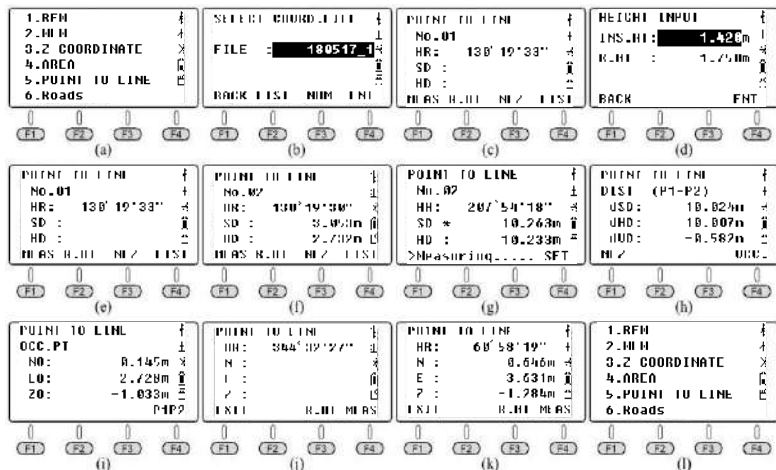 1.REM
2.MLM
3.Z COORDINATE
4.AREA
5.POINT TO LINE
6.Roads
F1 F2 F3 F4
(a)
SELECT COORD.FILE
FILE : 180517_1
BACK LIST NUM ENT
F1 F2 F3 F4
(b)
POINT TO LINE
No.01
HR: 130°19'33"
SD :
HD :
MEAS R.HT NEZ LIST
F1 F2 F3 F4
(c)
HEIGHT INPUT
INS.HT: 1.420m
R.HT : 1.750m
BACK ENT
F1 F2 F3 F4
(d)
POINT TO LINE
No.01
HR: 130°19'33"
SD :
HD :
MEAS R.HT NEZ LIST
F1 F2 F3 F4
(e)
POINT TO LINE
No.02
HR: 130°19'30"
SD :
HD :
MEAS R.HT NEZ LIST
F1 F2 F3 F4
(f)
POINT TO LINE
No.02
HR: 207°54'18"
SD * 10.263m
HD : 10.233m
>Measuring..... SET
F1 F2 F3 F4
(g)
POINT TO LINE
DIST (P1-P2)
dSD: 10.024m
dHD: 10.007m
dVD: -0.582m
NEZ OCC.
F1 F2 F3 F4
(h)
POINT TO LINE
OCC.PT
N0: 0.145m
E0: 2.728m
Z0: -1.033m
P1P2
F1 F2 F3 F4
(i)
POINT TO LINE
HR: 344°32'27"
N :
E :
Z :
EXIT R.HT MEAS
F1 F2 F3 F4
(j)
POINT TO LINE
HR: 60°58'19"
N : 0.646m
E : 3.631m
Z : -1.284m
EXIT R.HT MEAS
F1 F2 F3 F4
(k)
1.REM
2.MLM
3.Z COORDINATE
4.AREA
5.POINT TO LINE
6.Roads
F1 F2 F3 F4
(l)